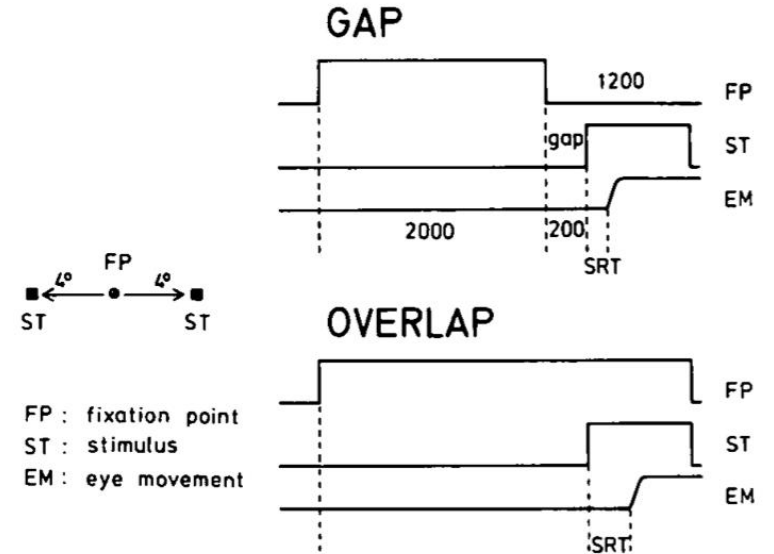 GAP
1200
FP
gap
ST
EM
2000
200
SRT
FP
4° 4°
ST ST
OVERLAP
FP
FP : fixation point
ST : stimulus
ST
EM : eye movement
EM
SRT